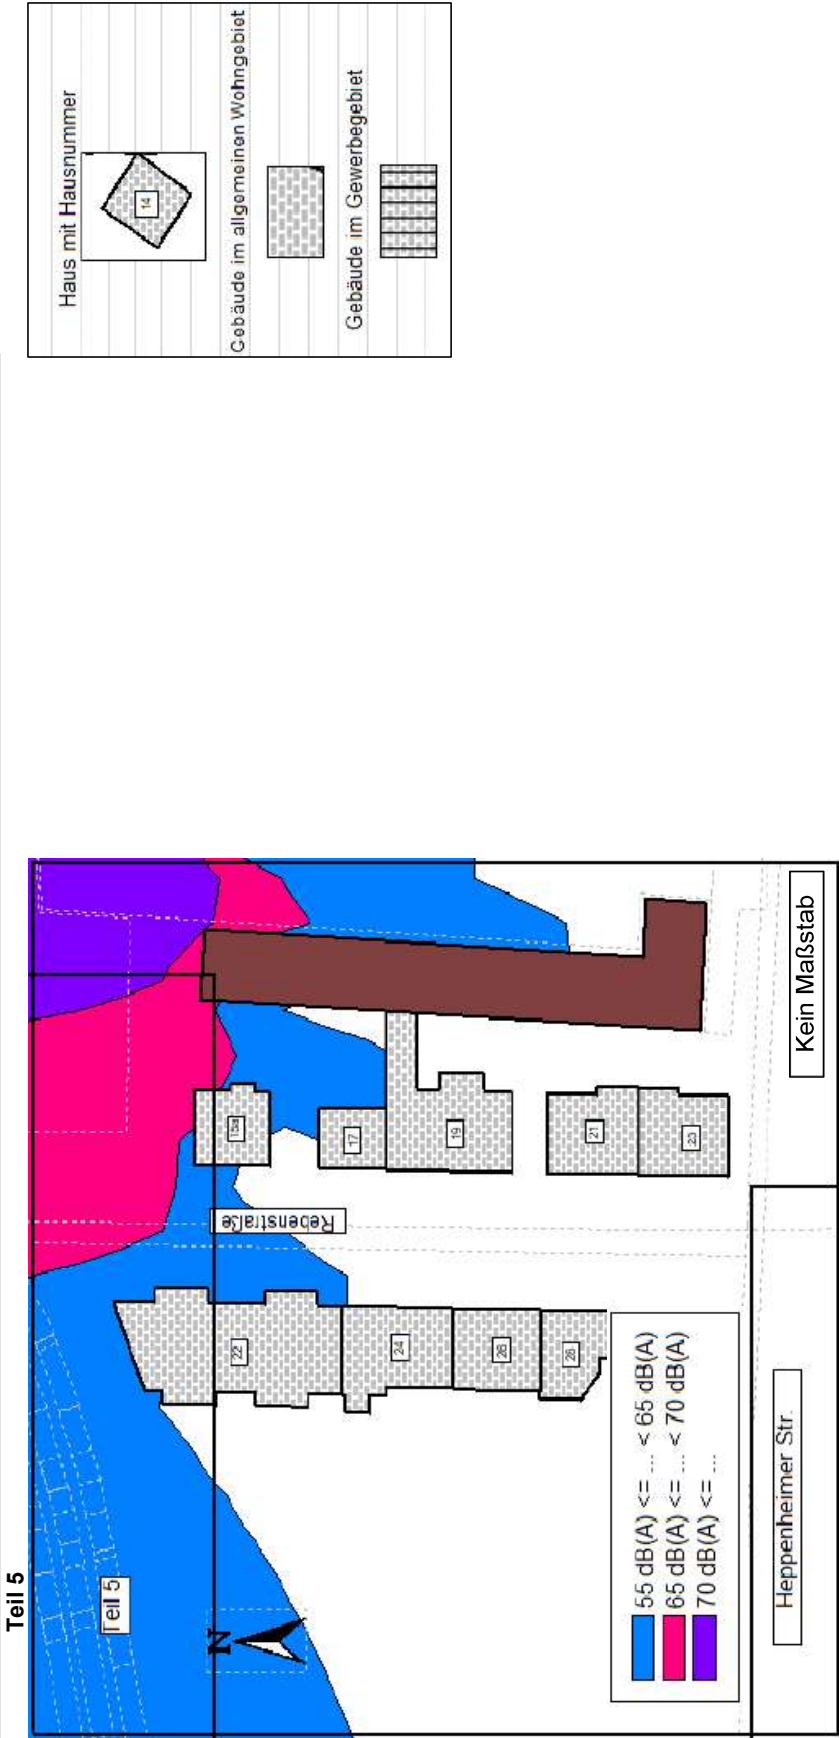 Teil 5
Teil 5
N
22
24
26
28
Rebenstraße
15a
17
19
21
23
55 dB(A) <= ... < 65 dB(A)
65 dB(A) <= ... < 70 dB(A)
70 dB(A) <= ...
Heppenheimer Str.
Kein Maßstab
Haus mit Hausnummer
14
Gebäude im allgemeinen Wohngebiet
Gebäude im Gewerbegebiet